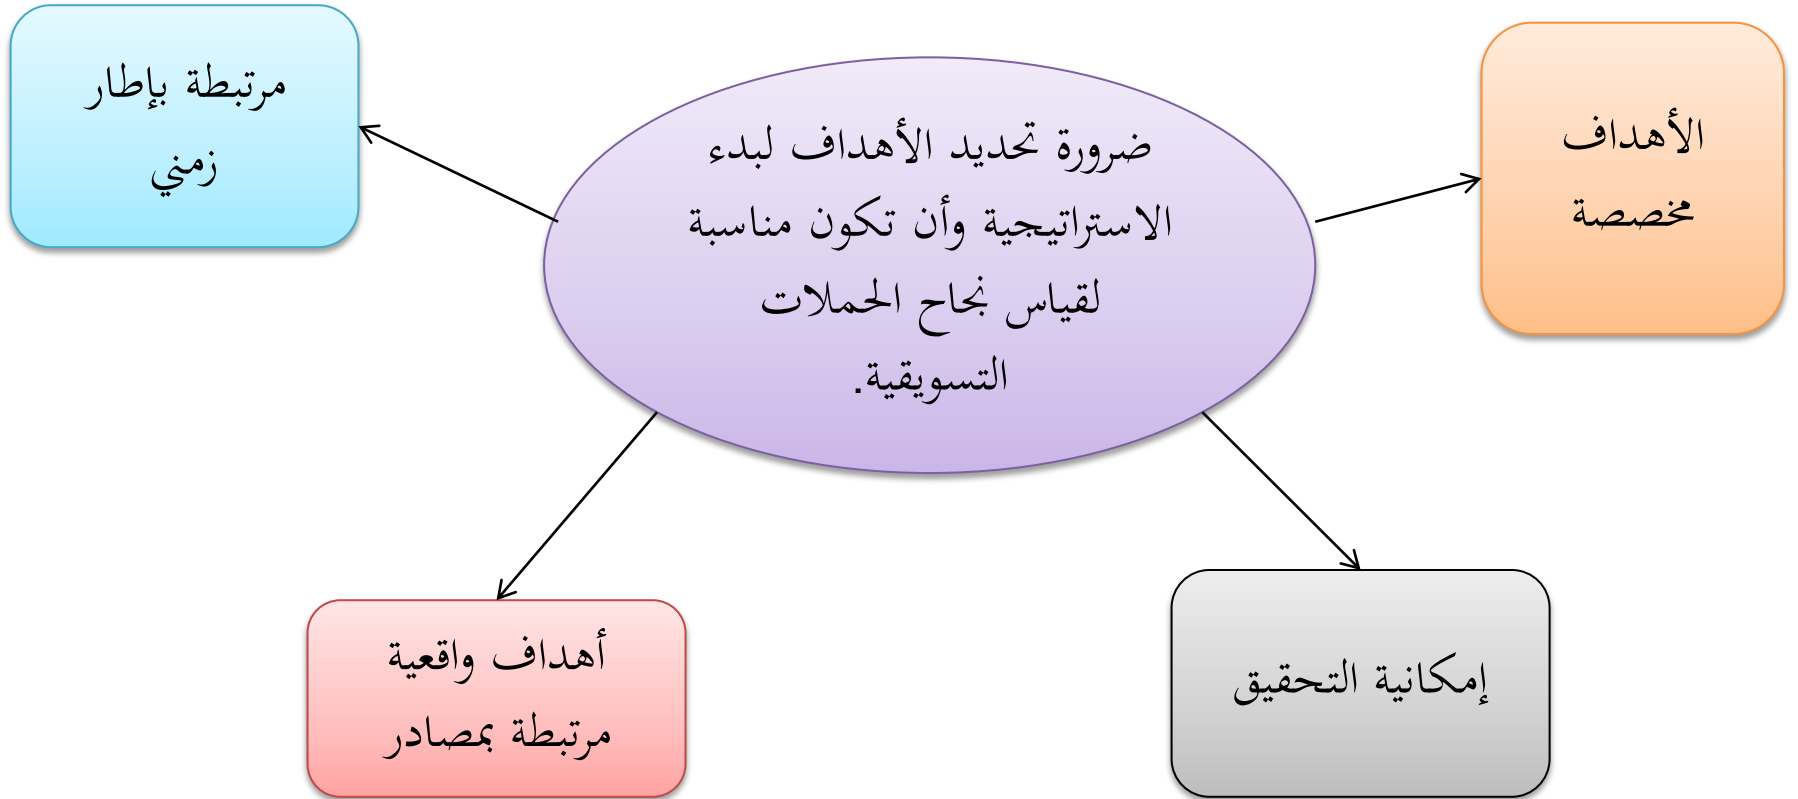 ضرورة تحديد الأهداف لبدء
الاستراتيجية وأن تكون مناسبة
لقياس نجاح الحملات
التسويقية.
الأهداف
مخصصة
مرتبطة بإطار
زمني
إمكانية التحقيق
أهداف واقعية
مرتبطة بمصادر